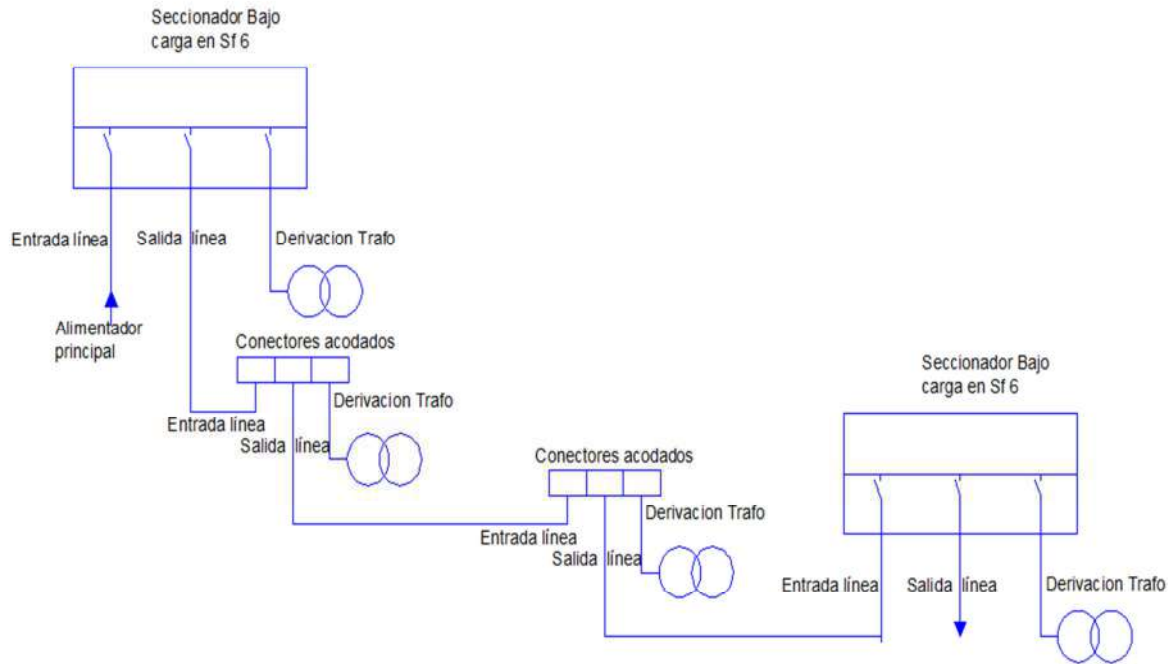 Seccionador Bajo
carga en Sf 6
Entrada línea
Salida línea
Derivacion Trafo
Alimentador
principal
Conectores acodados
Derivacion Trafo
Entrada línea
Salida línea
Conectores acodados
Derivacion Trafo
Entrada línea
Salida línea
Seccionador Bajo
carga en Sf 6
Entrada línea
Salida línea
Derivacion Trafo